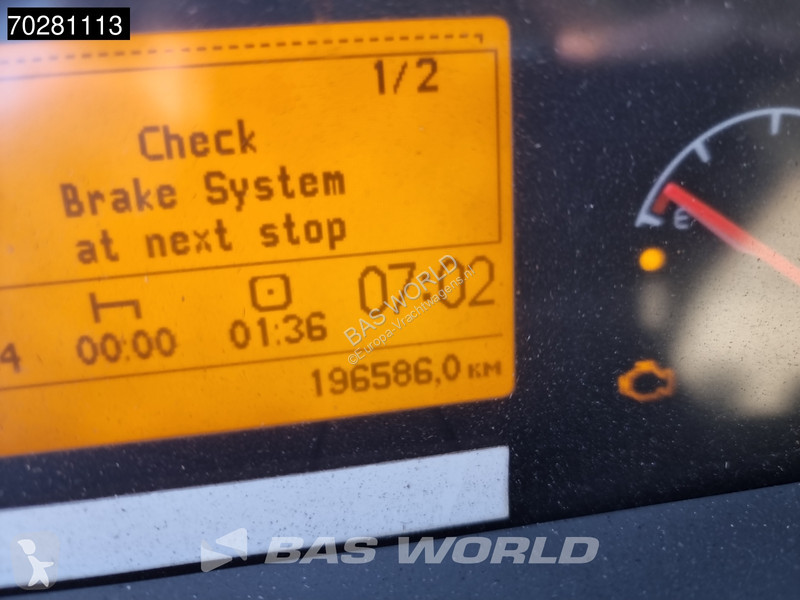 70281113
1/2
Check
Brake System
at next stop
4 00:00 01:36 07:02
196586,0 км
E
BAS WORLD
©Europa-Vrachtwagens.nl
BAS WORLD